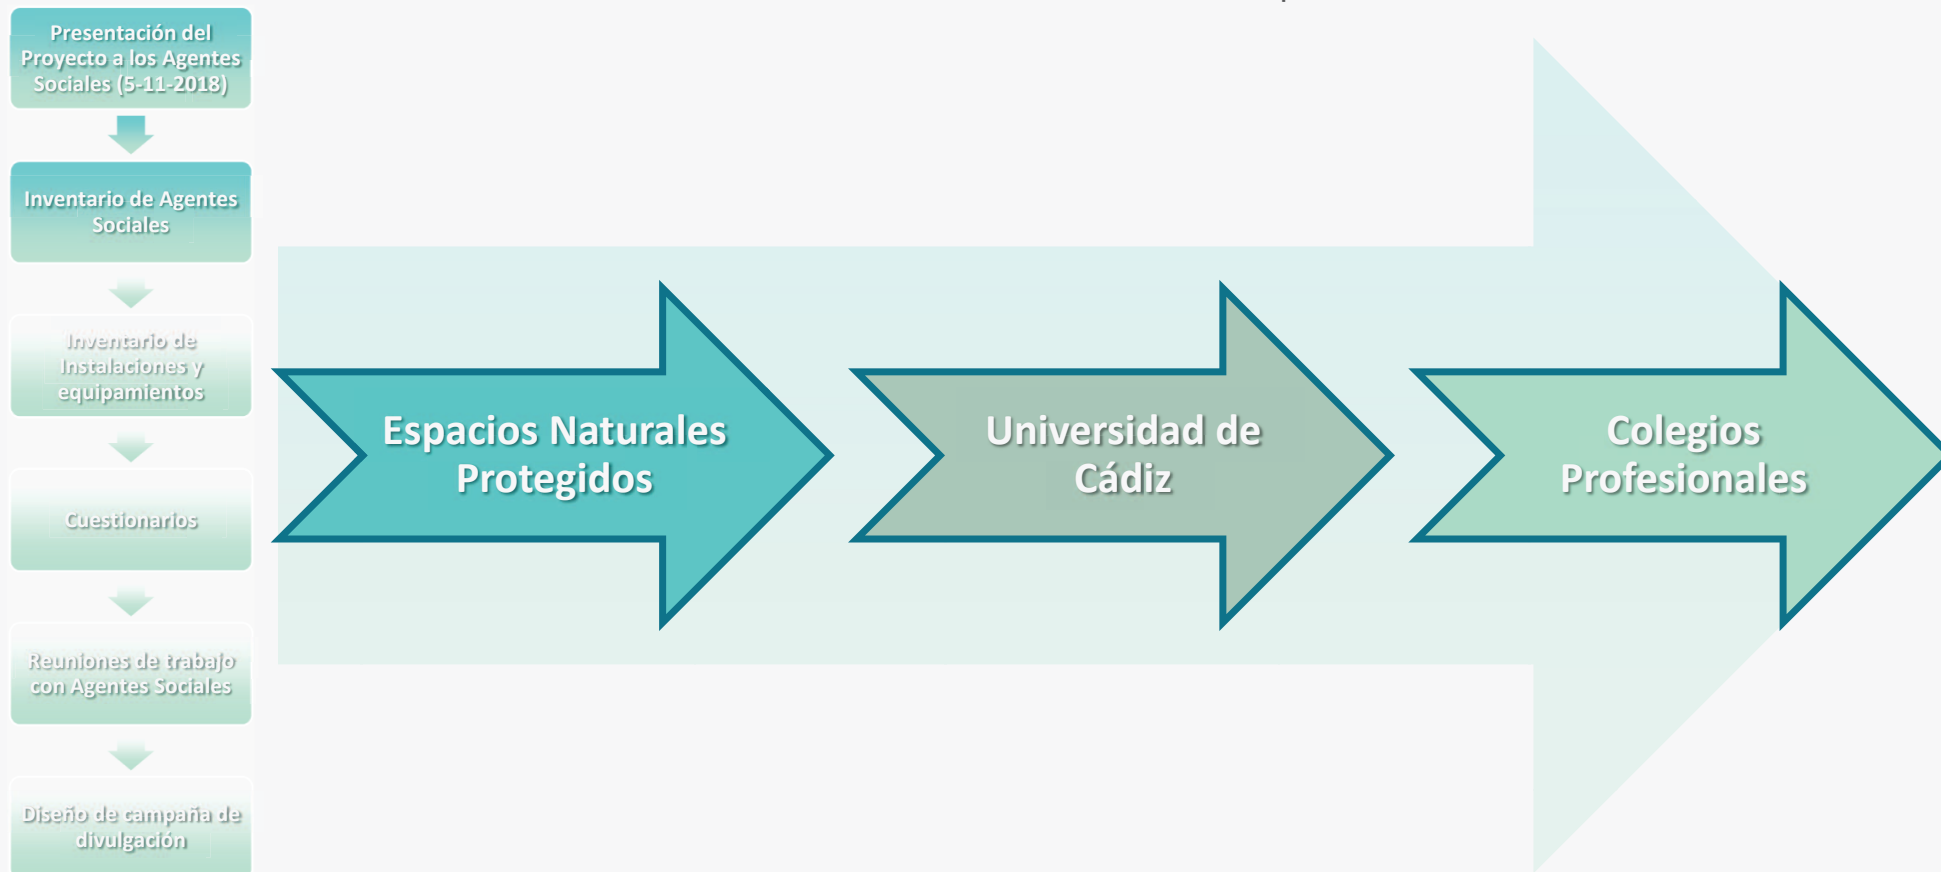 Presentación del
Proyecto a los Agentes
Sociales (5-11-2018)
Inventario de Agentes
Sociales
Inventario de
Instalaciones y
equipamientos
Cuestionarios
Reuniones de trabajo
con Agentes Sociales
Diseño de campaña de
divulgación
Espacios Naturales
Protegidos
Universidad de
Cádiz
Colegios
Profesionales